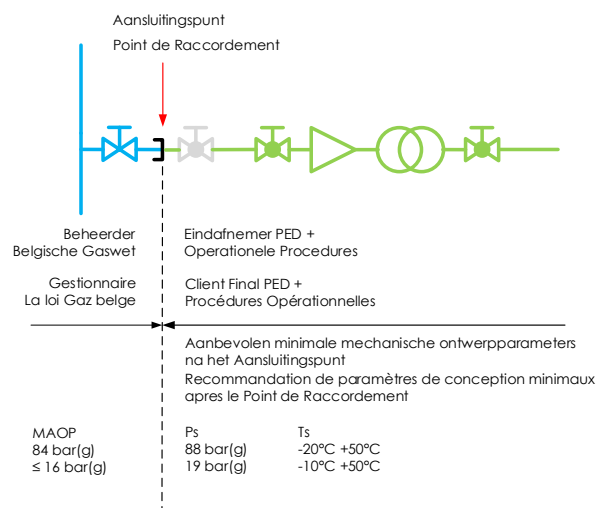 Aansluitingspunt
Point de Raccordement
Beheerder
Belgische Gaswet
Eindafnemer PED +
Operationele Procedures
Gestionnaire
La loi Gaz belge
Client Final PED +
Procédures Opérationnelles
Aanbevolen minimale mechanische ontwerpparameters
na het Aansluitingspunt
Recommandation de paramètres de conception minimaux
apres le Point de Raccordement
MAOP
84 bar(g)
≤ 16 bar(g)
Ps
88 bar(g)
19 bar(g)
Ts
-20°C +50°C
-10°C +50°C